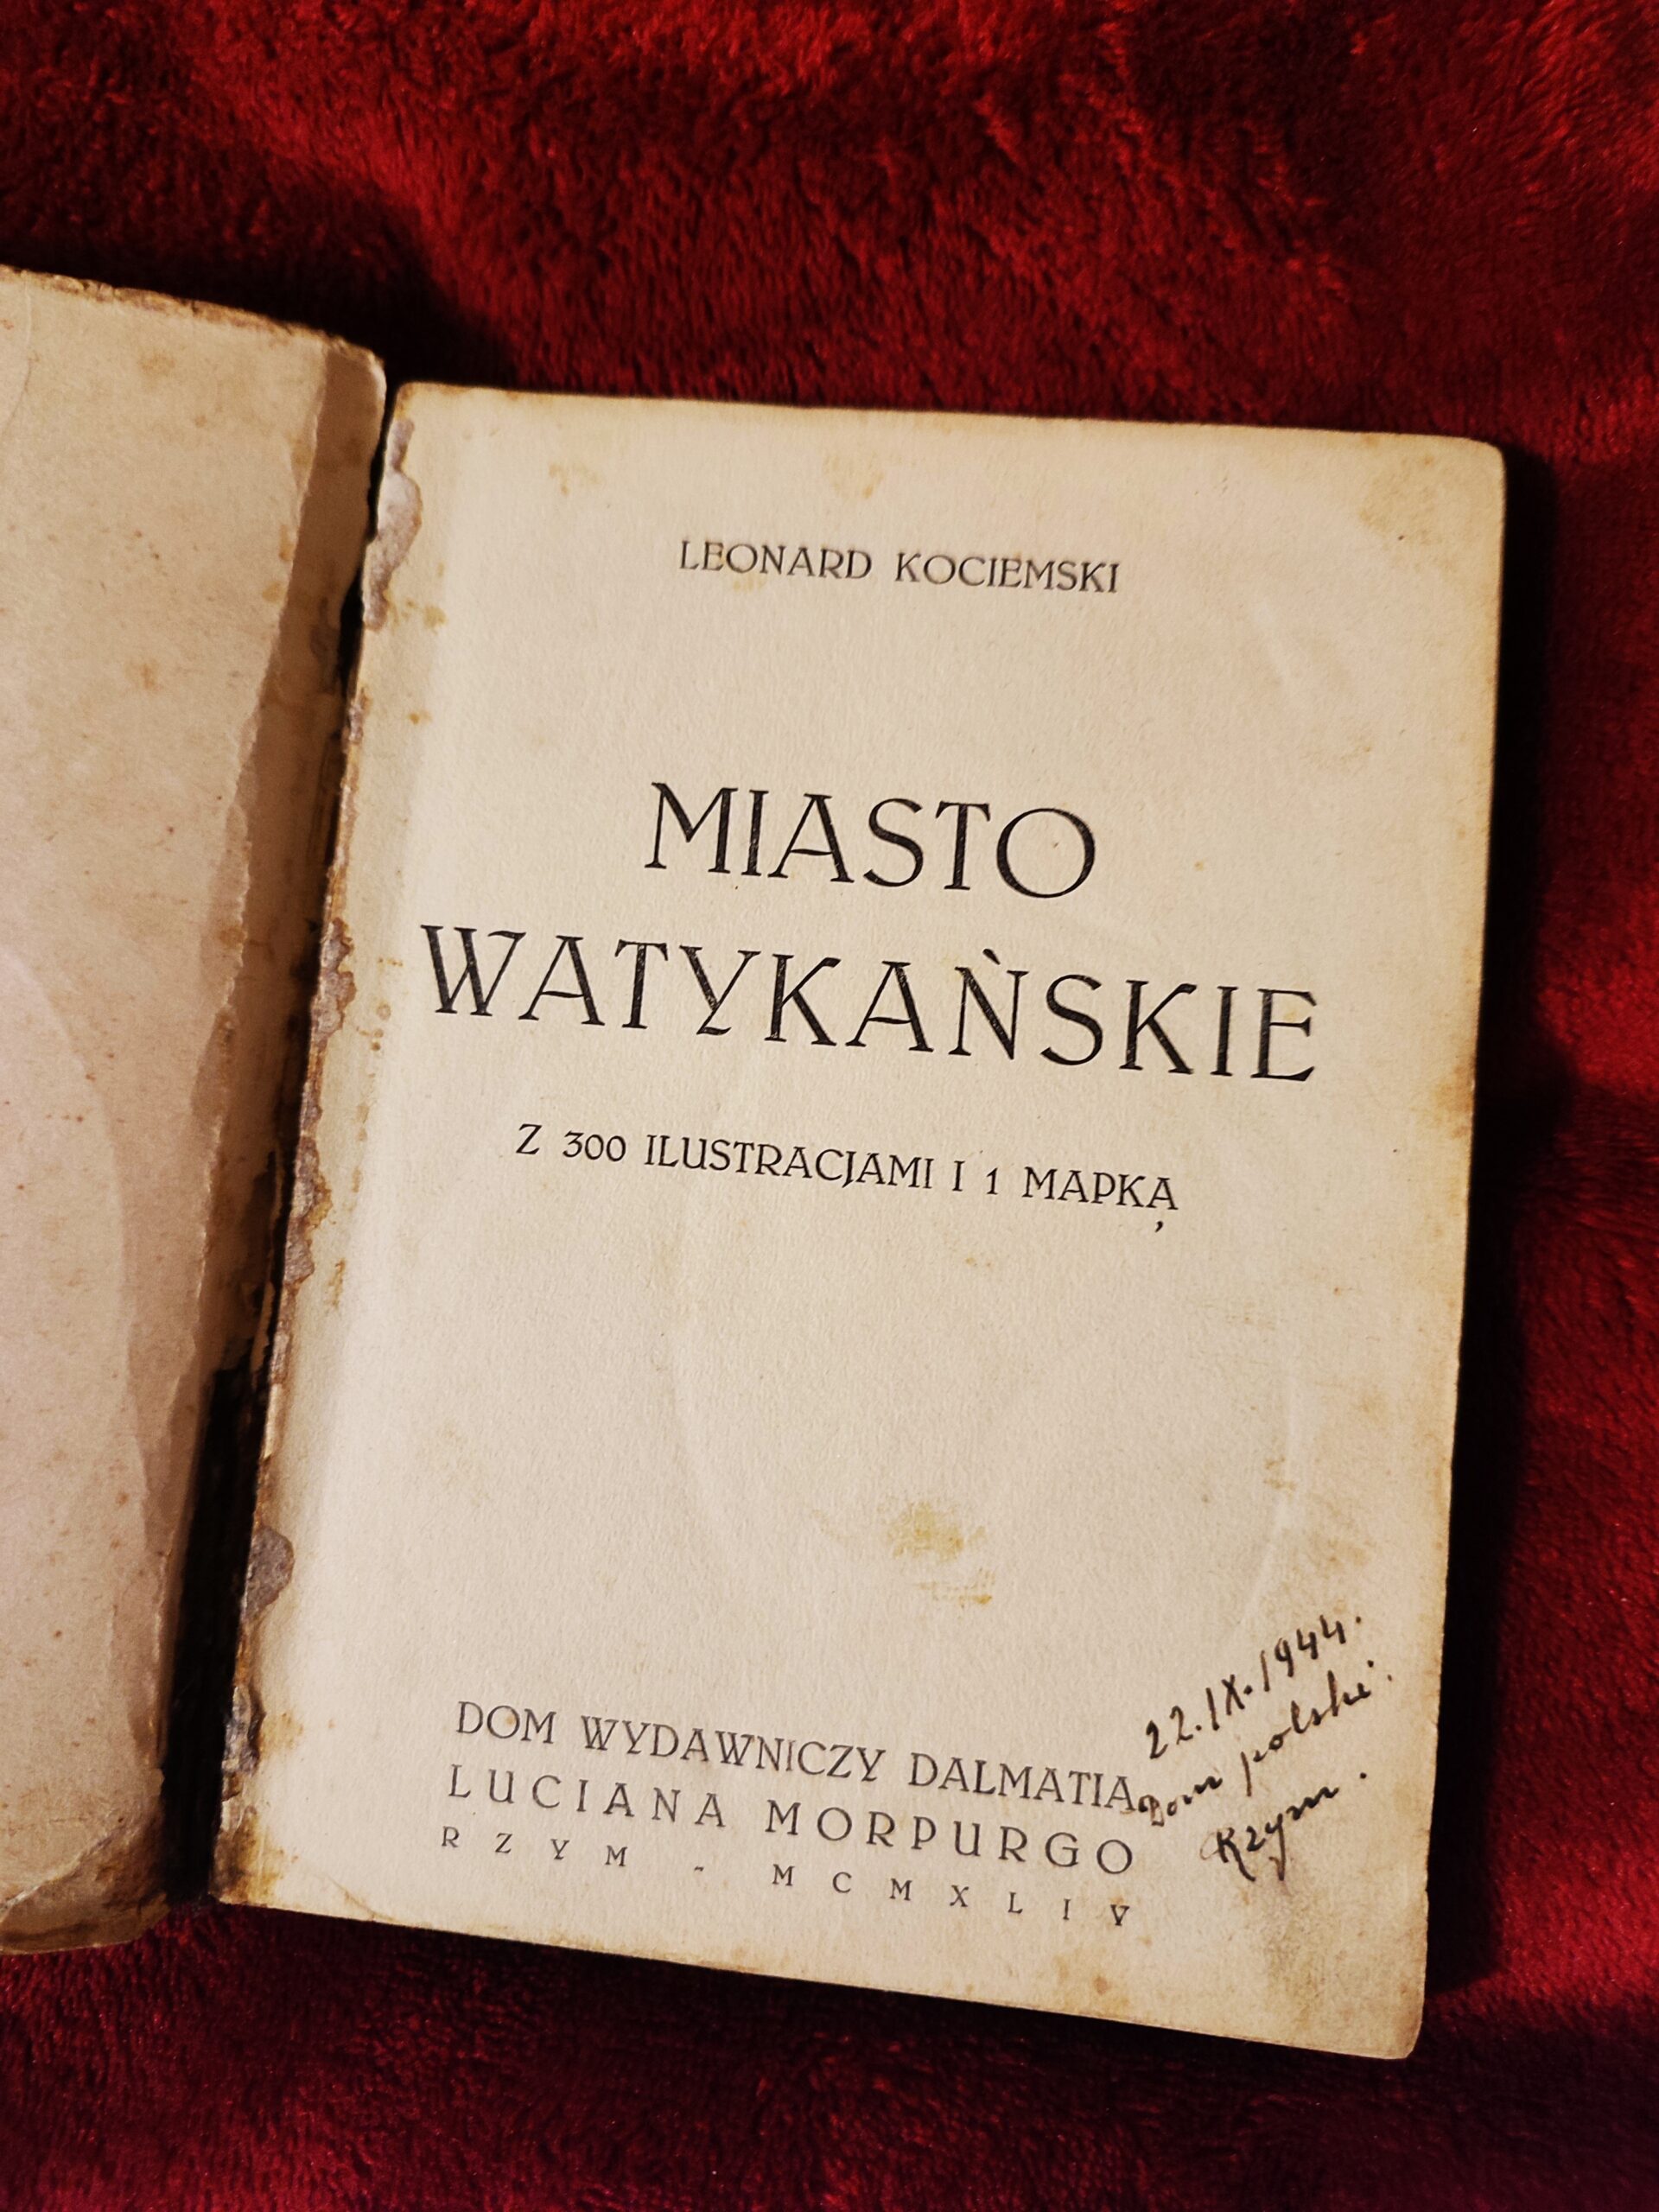 LEONARD KOCIEMSKI
MIASTO
WATYKAŃSKIE
Z 300 ILUSTRACJAMI I 1 MAPKĄ
DOM WYDAWNICZY DALMATIA
LUCIANA MORPURGO
RZYM - MCMXLIV
22.IX.1944.
Dom polski.
Rzym.